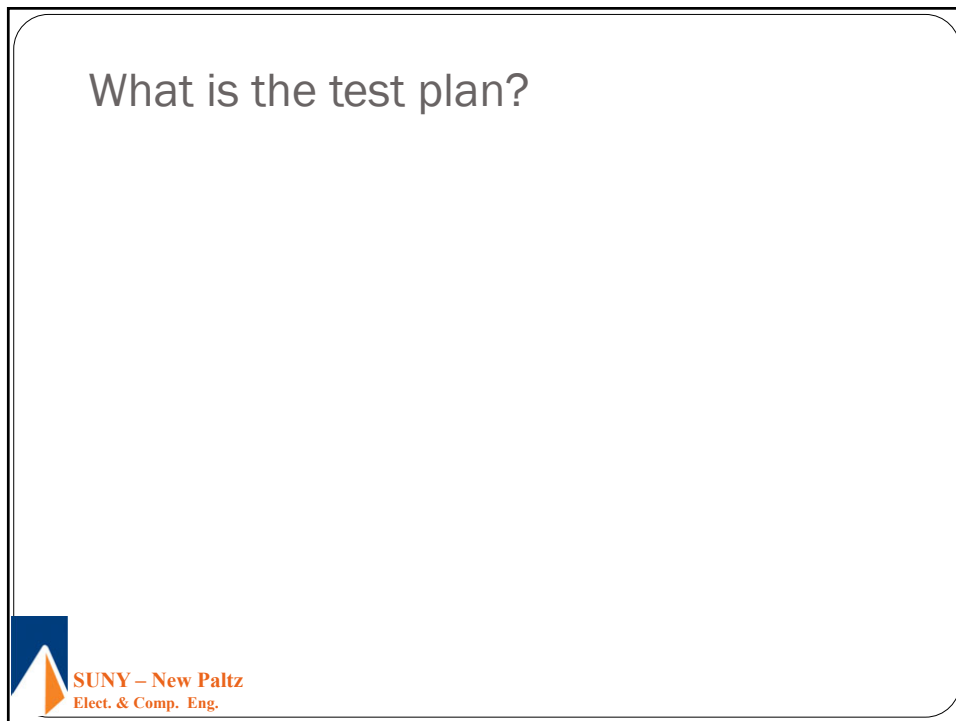 What is the test plan?
SUNY – New Paltz
Elect. & Comp. Eng.